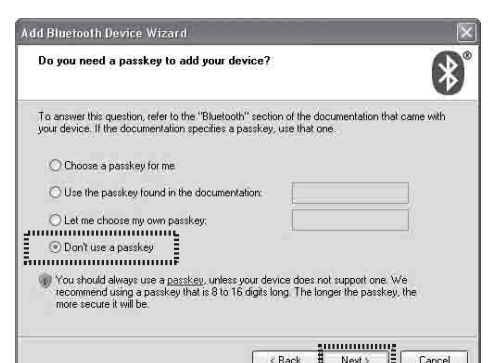 Add Bluetooth Device Wizard
Do you need a passkey to add your device?
®
To answer this question, refer to the "Bluetooth" section of the documentation that came with
your device. If the documentation specifies a passkey, use that one.
Choose a passkey for me
Use the passkey found in the documentation:
Let me choose my own passkey:
Don't use a passkey
You should always use a passkey, unless your device does not support one. We
recommend using a passkey that is 8 to 16 digits long. The longer the passkey, the
more secure it will be.
< Back Next > Cancel